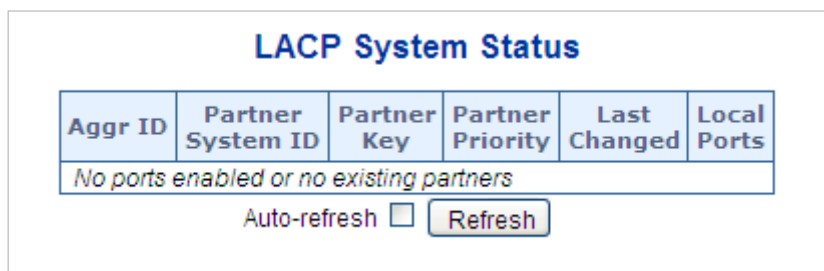 LACP System Status
Aggr ID Partner System ID Partner Key Partner Priority Last Changed Local Ports
No ports enabled or no existing partners
Auto-refresh Refresh